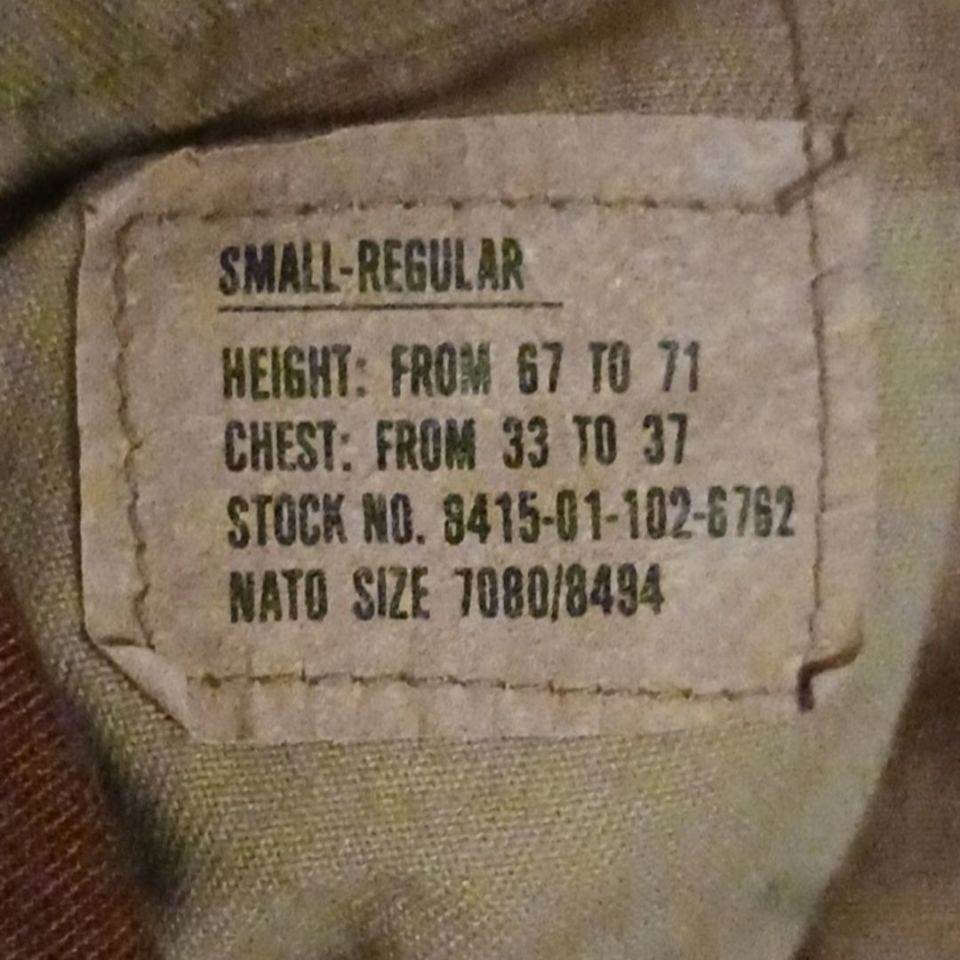 SMALL-REGULAR
HEIGHT: FROM 67 TO 71
CHEST: FROM 33 TO 37
STOCK NO. 8415-01-102-6762
NATO SIZE 7080/8494